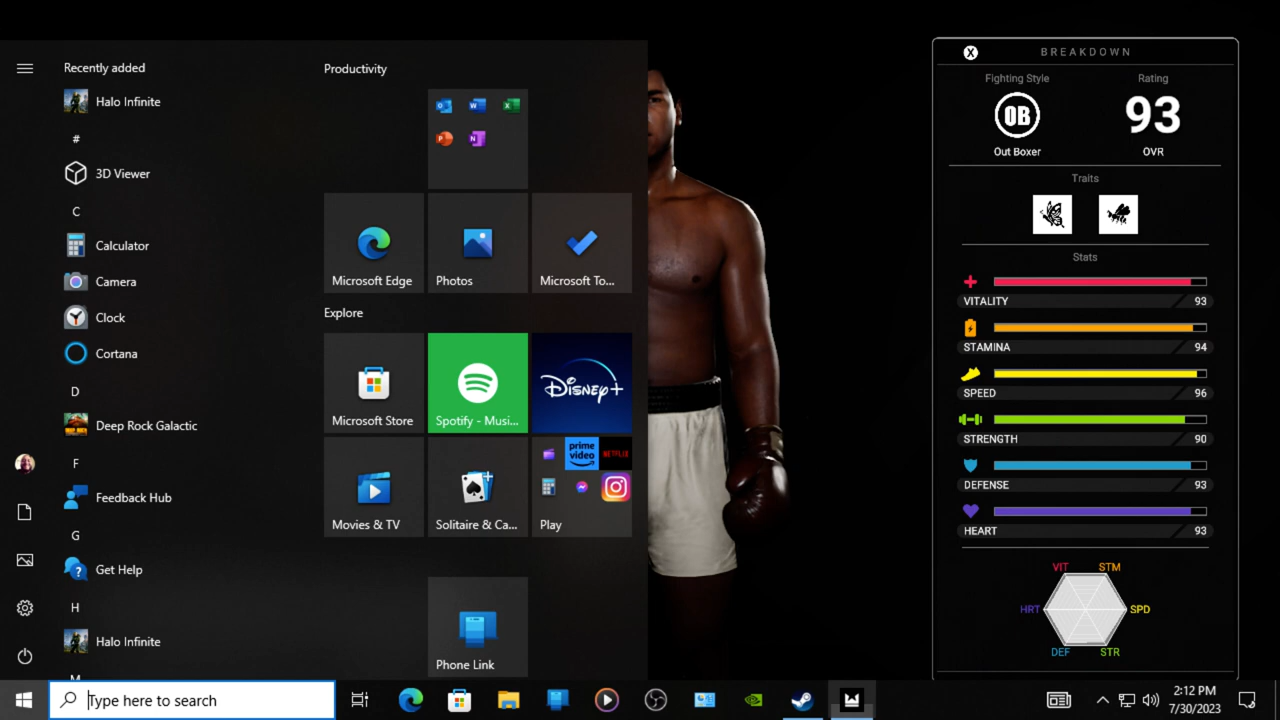 Recently added
Halo Infinite
#
3D Viewer
C
Calculator
Camera
Clock
Cortana
D
Deep Rock Galactic
F
Feedback Hub
G
Get Help
H
Halo Infinite
M
Productivity
Microsoft Edge
Photos
Microsoft To...
Explore
Microsoft Store
Spotify - Musi...
Disney+
Movies & TV
Solitaire & Ca...
prime video
NETFLIX
Play
Phone Link
X
BREAKDOWN
Fighting Style
Rating
OB
93
Out Boxer
OVR
Traits
Stats
VITALITY 93
STAMINA 94
SPEED 96
STRENGTH 90
DEFENSE 93
HEART 93
VIT STM
HRT SPD
DEF STR
Type here to search
2:12 PM
7/30/2023